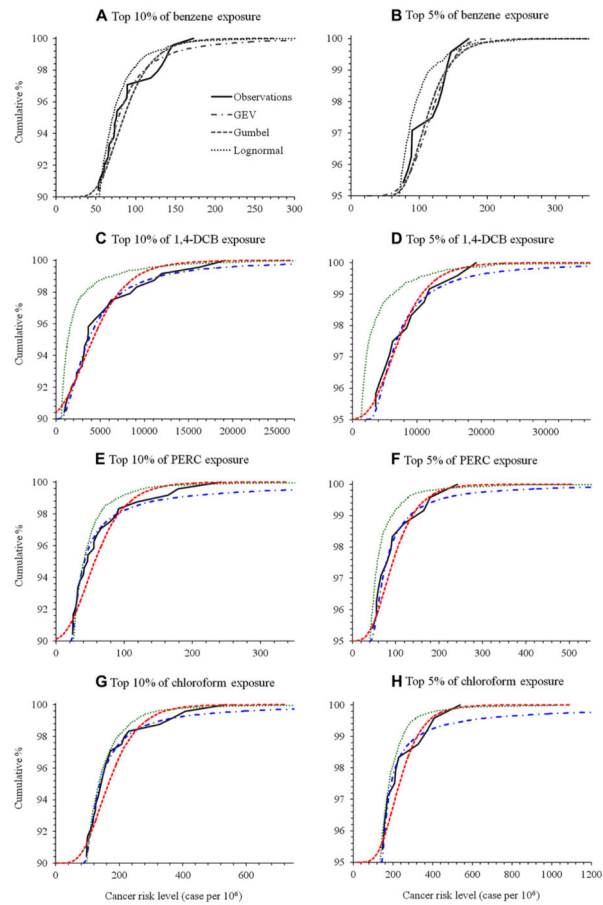 A Top 10% of benzene exposure
Cumulative %
100
98
96
94
92
90
0 50 100 150 200 250 300
Observations
GEV
Gumbel
Lognormal
B Top 5% of benzene exposure
100
99
98
97
96
95
0 100 200 300
C Top 10% of 1,4-DCB exposure
Cumulative %
100
98
96
94
92
90
0 5000 10000 15000 20000 25000
D Top 5% of 1,4-DCB exposure
100
99
98
97
96
95
0 10000 20000 30000
E Top 10% of PERC exposure
Cumulative %
100
98
96
94
92
90
0 100 200 300
F Top 5% of PERC exposure
100
99
98
97
96
95
0 100 200 300 400 500
G Top 10% of chloroform exposure
Cumulative %
100
98
96
94
92
90
0 200 400 600
Cancer risk level (case per 10⁶)
H Top 5% of chloroform exposure
100
99
98
97
96
95
0 200 400 600 800 1000 1200
Cancer risk level (case per 10⁶)